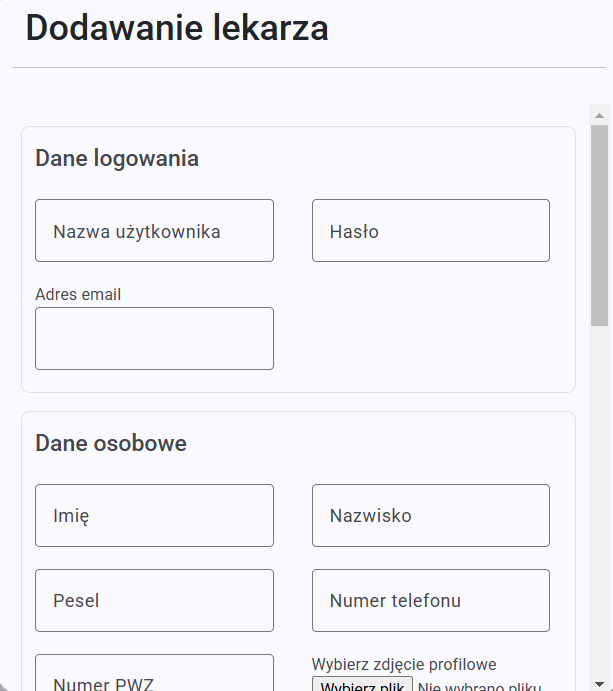 Dodawanie lekarza
Dane logowania
Nazwa użytkownika
Hasło
Adres email
Dane osobowe
Imię
Nazwisko
Pesel
Numer telefonu
Numer PWZ
Wybierz zdjęcie profilowe
Wybierz plik Nie wybrano pliku